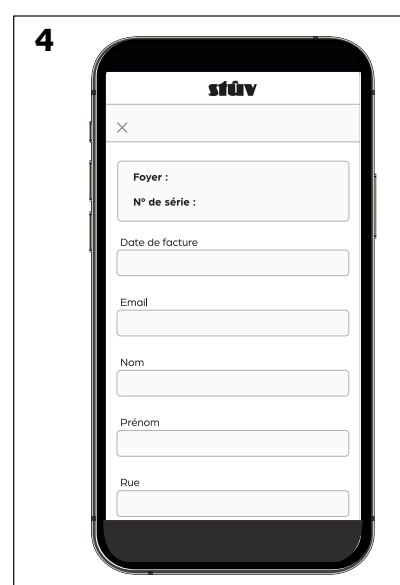 4
stûv
Foyer :
N° de série :
Date de facture
Email
Nom
Prénom
Rue